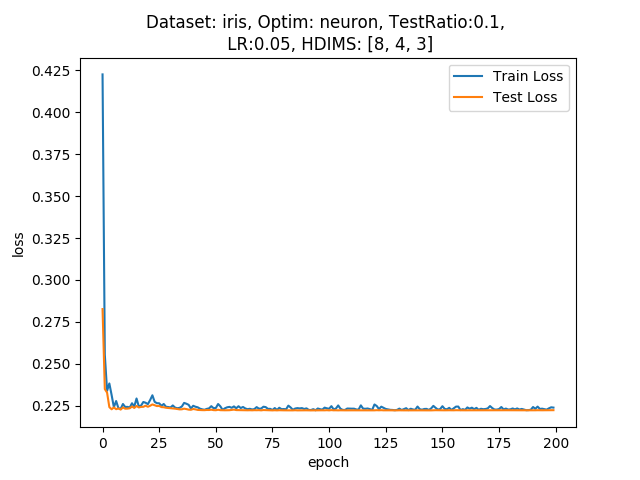 Dataset: iris, Optim: neuron, TestRatio:0.1,
LR:0.05, HDIMS: [8, 4, 3]
Train Loss
Test Loss
0.425
0.400
0.375
0.350
0.325
0.300
0.275
0.250
0.225
loss
0 25 50 75 100 125 150 175 200
epoch